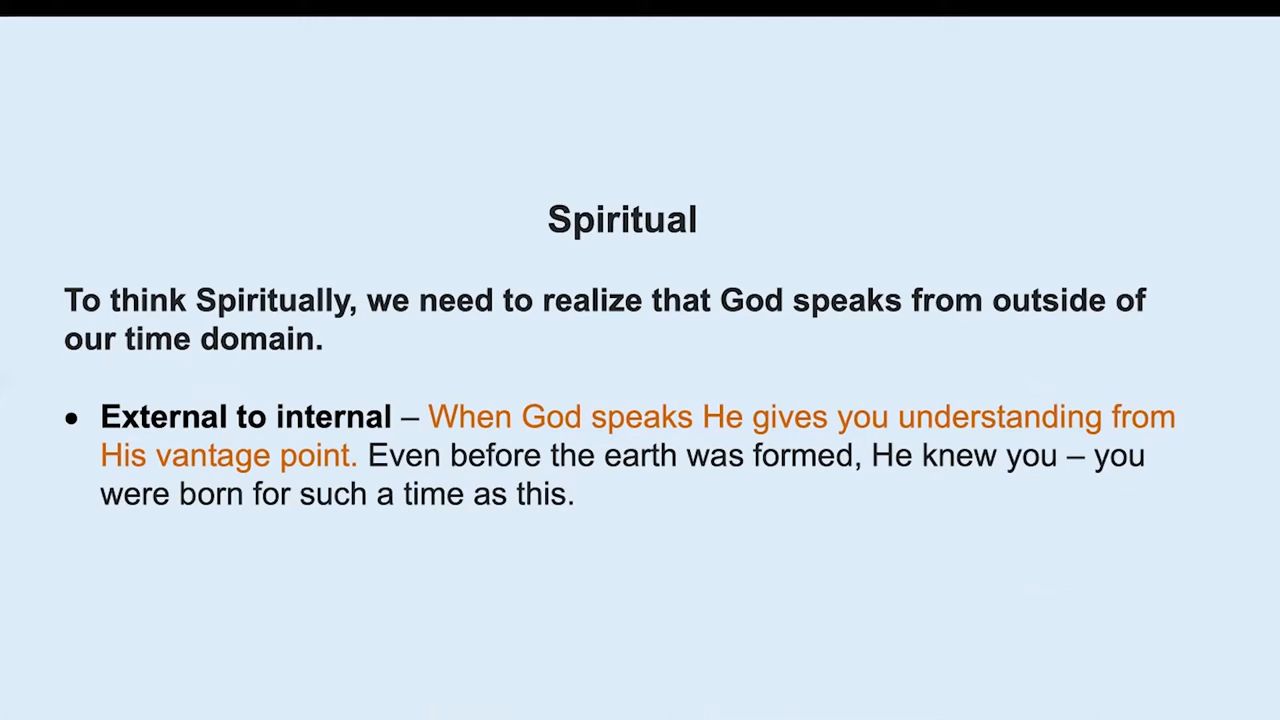 Spiritual
To think Spiritually, we need to realize that God speaks from outside of
our time domain.
• External to internal – When God speaks He gives you understanding from
His vantage point. Even before the earth was formed, He knew you – you
were born for such a time as this.